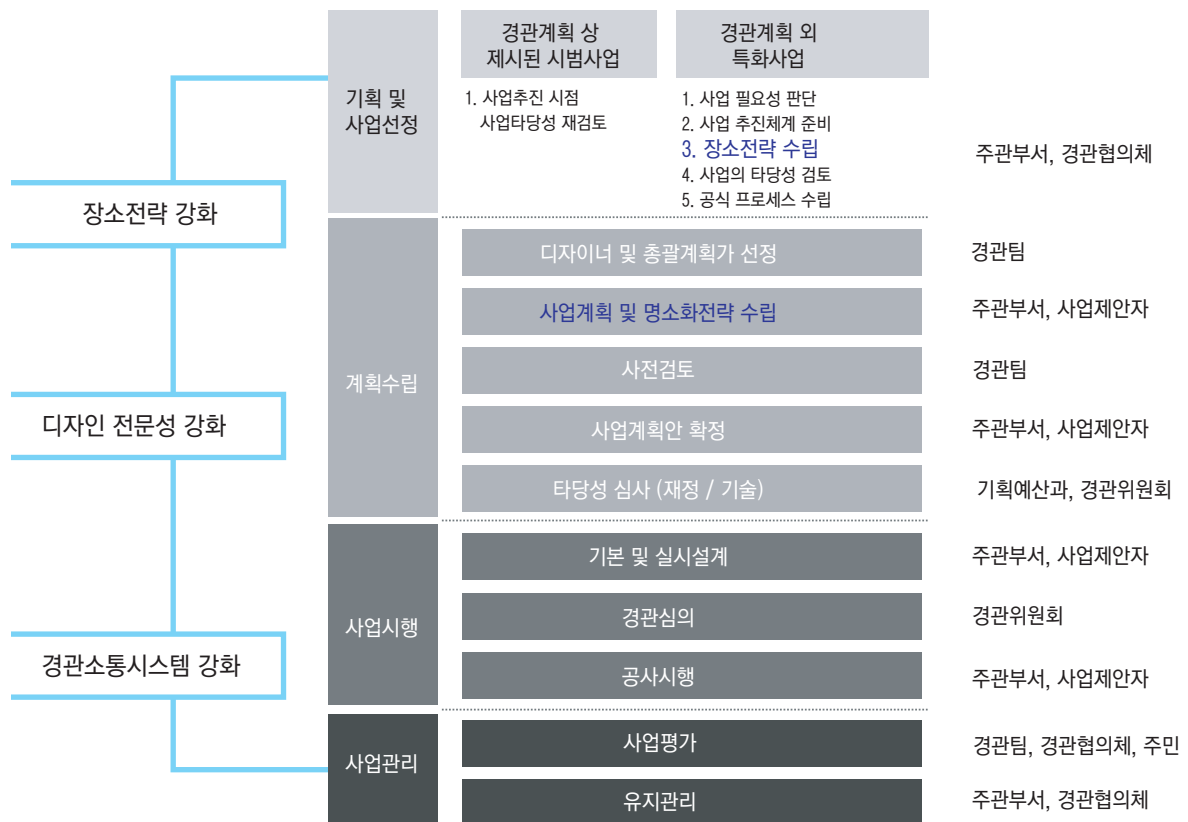 경관계획 상
제시된 시범사업
경관계획 외
특화사업
기획 및
사업선정
1. 사업추진 시점
사업타당성 재검토
1. 사업 필요성 판단
2. 사업 추진체계 준비
3. 장소전략 수립
4. 사업의 타당성 검토
5. 공식 프로세스 수립
주관부서, 경관협의체
장소전략 강화
디자인 전문성 강화
경관소통시스템 강화
계획수립
디자이너 및 총괄계획가 선정
경관팀
사업계획 및 명소화전략 수립
주관부서, 사업제안자
사전검토
경관팀
사업계획안 확정
주관부서, 사업제안자
타당성 심사 (재정 / 기술)
기획예산과, 경관위원회
사업시행
기본 및 실시설계
주관부서, 사업제안자
경관심의
경관위원회
공사시행
주관부서, 사업제안자
사업관리
사업평가
경관팀, 경관협의체, 주민
유지관리
주관부서, 경관협의체